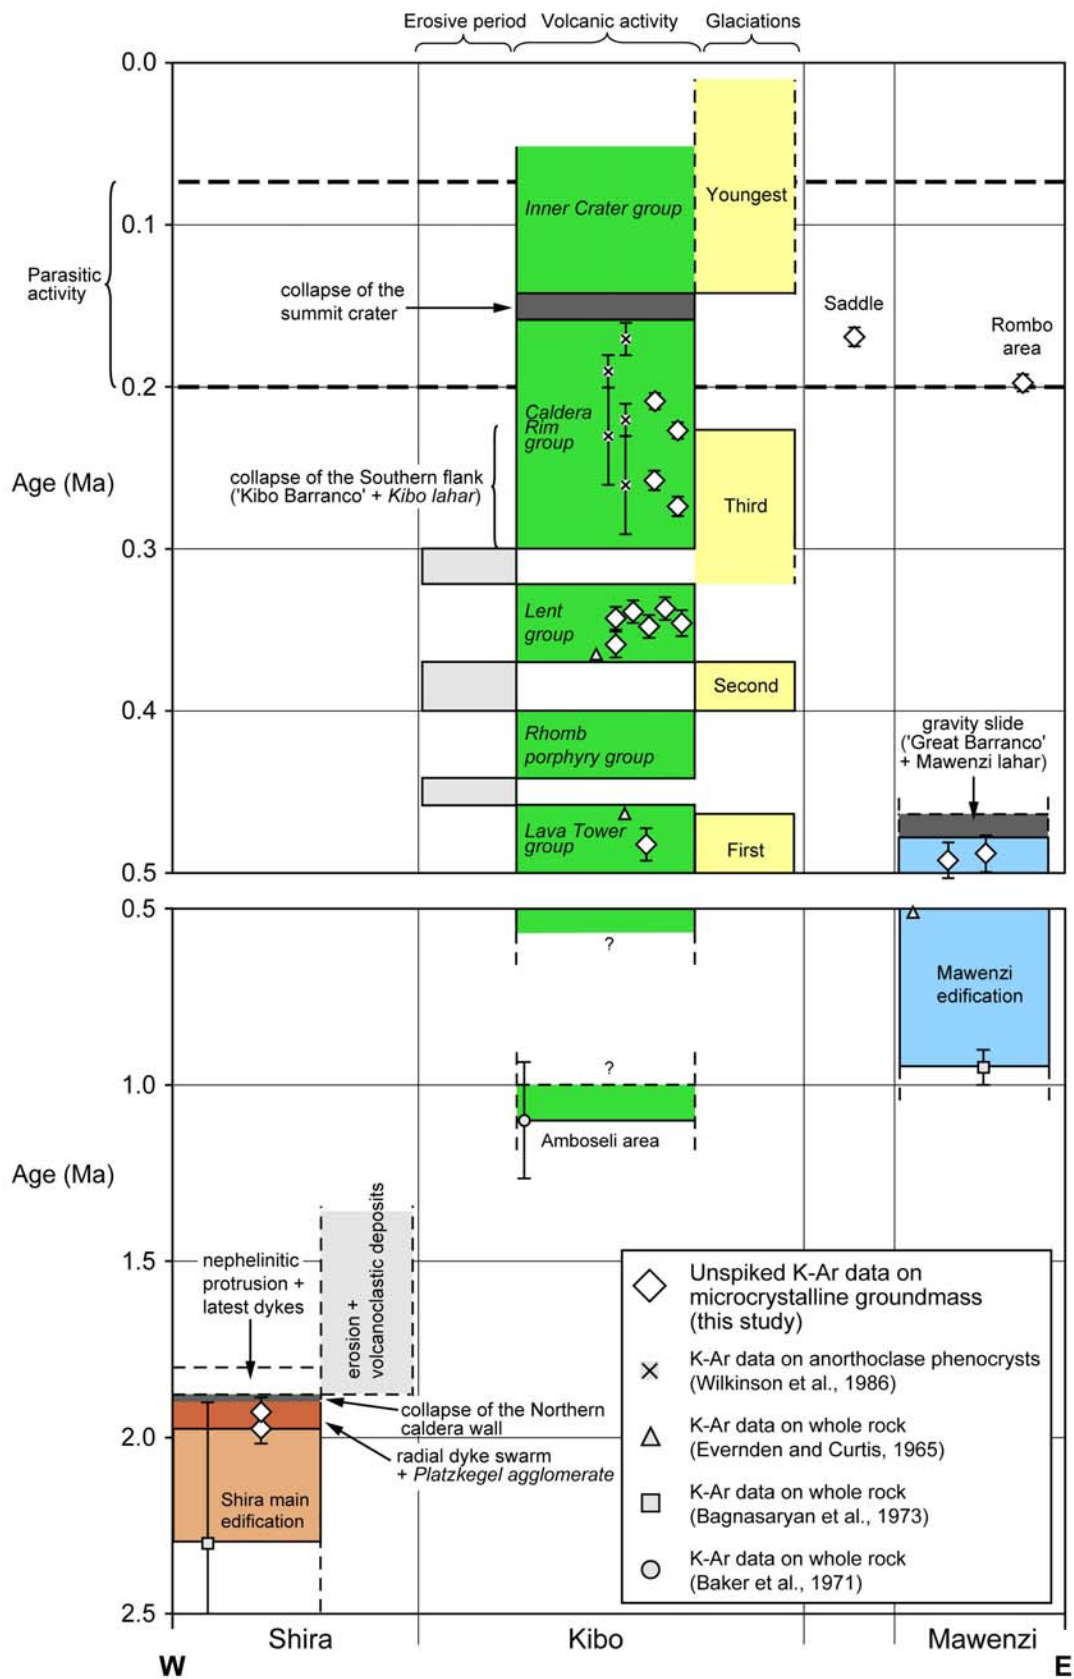 Erosive period
Volcanic activity
Glaciations
0.0
Inner Crater group
Youngest
0.1
Parasitic
activity
collapse of the
summit crater
Saddle
Rombo
area
0.2
Caldera
Rim
group
Age (Ma)
collapse of the Southern flank
('Kibo Barranco' + Kibo lahar)
Third
0.3
Lent
group
Second
0.4
Rhomb
porphyry group
gravity slide
('Great Barranco'
+ Mawenzi lahar)
Lava Tower
group
First
0.5
0.5
?
Mawenzi
edification
?
1.0
Amboseli area
Age (Ma)
erosion +
volcanoclastic deposits
nephelinitic
protrusion +
latest dykes
1.5
collapse of the Northern
caldera wall
2.0
radial dyke swarm
+ Platzkegel agglomerate
Shira main
edification
2.5
Unspiked K-Ar data on
microcrystalline groundmass
(this study)
K-Ar data on anorthoclase phenocrysts
(Wilkinson et al., 1986)
K-Ar data on whole rock
(Evernden and Curtis, 1965)
K-Ar data on whole rock
(Bagnasaryan et al., 1973)
K-Ar data on whole rock
(Baker et al., 1971)
Shira
Kibo
Mawenzi
W
E